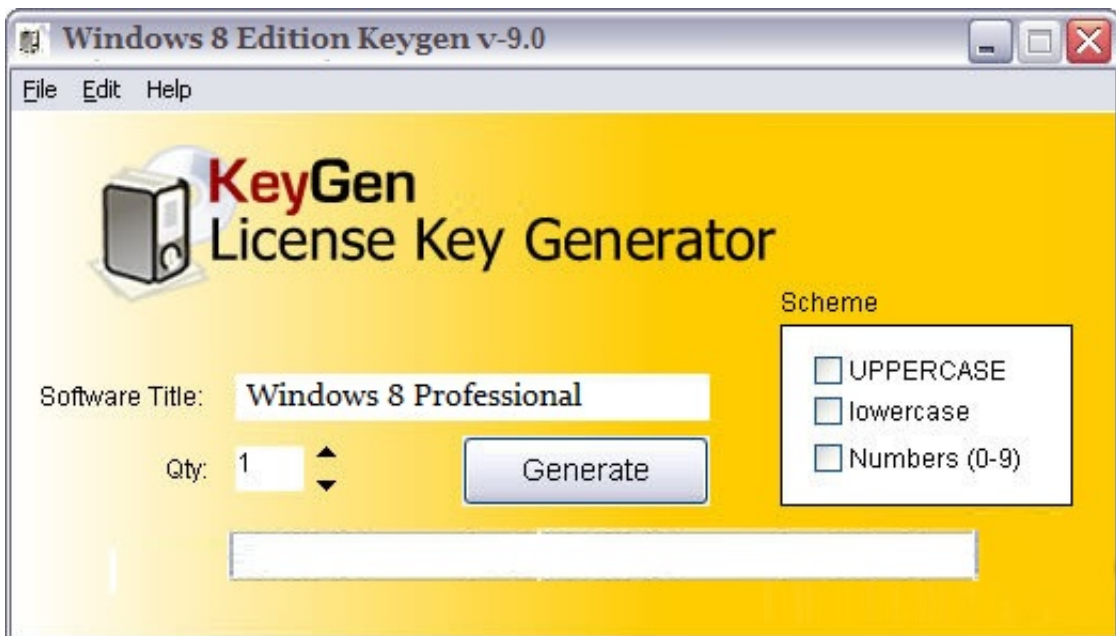 Windows 8 Edition Keygen v-9.0
File Edit Help
KeyGen
License Key Generator
Scheme
UPPERCASE
lowercase
Numbers (0-9)
Software Title: Windows 8 Professional
Qty: 1
Generate